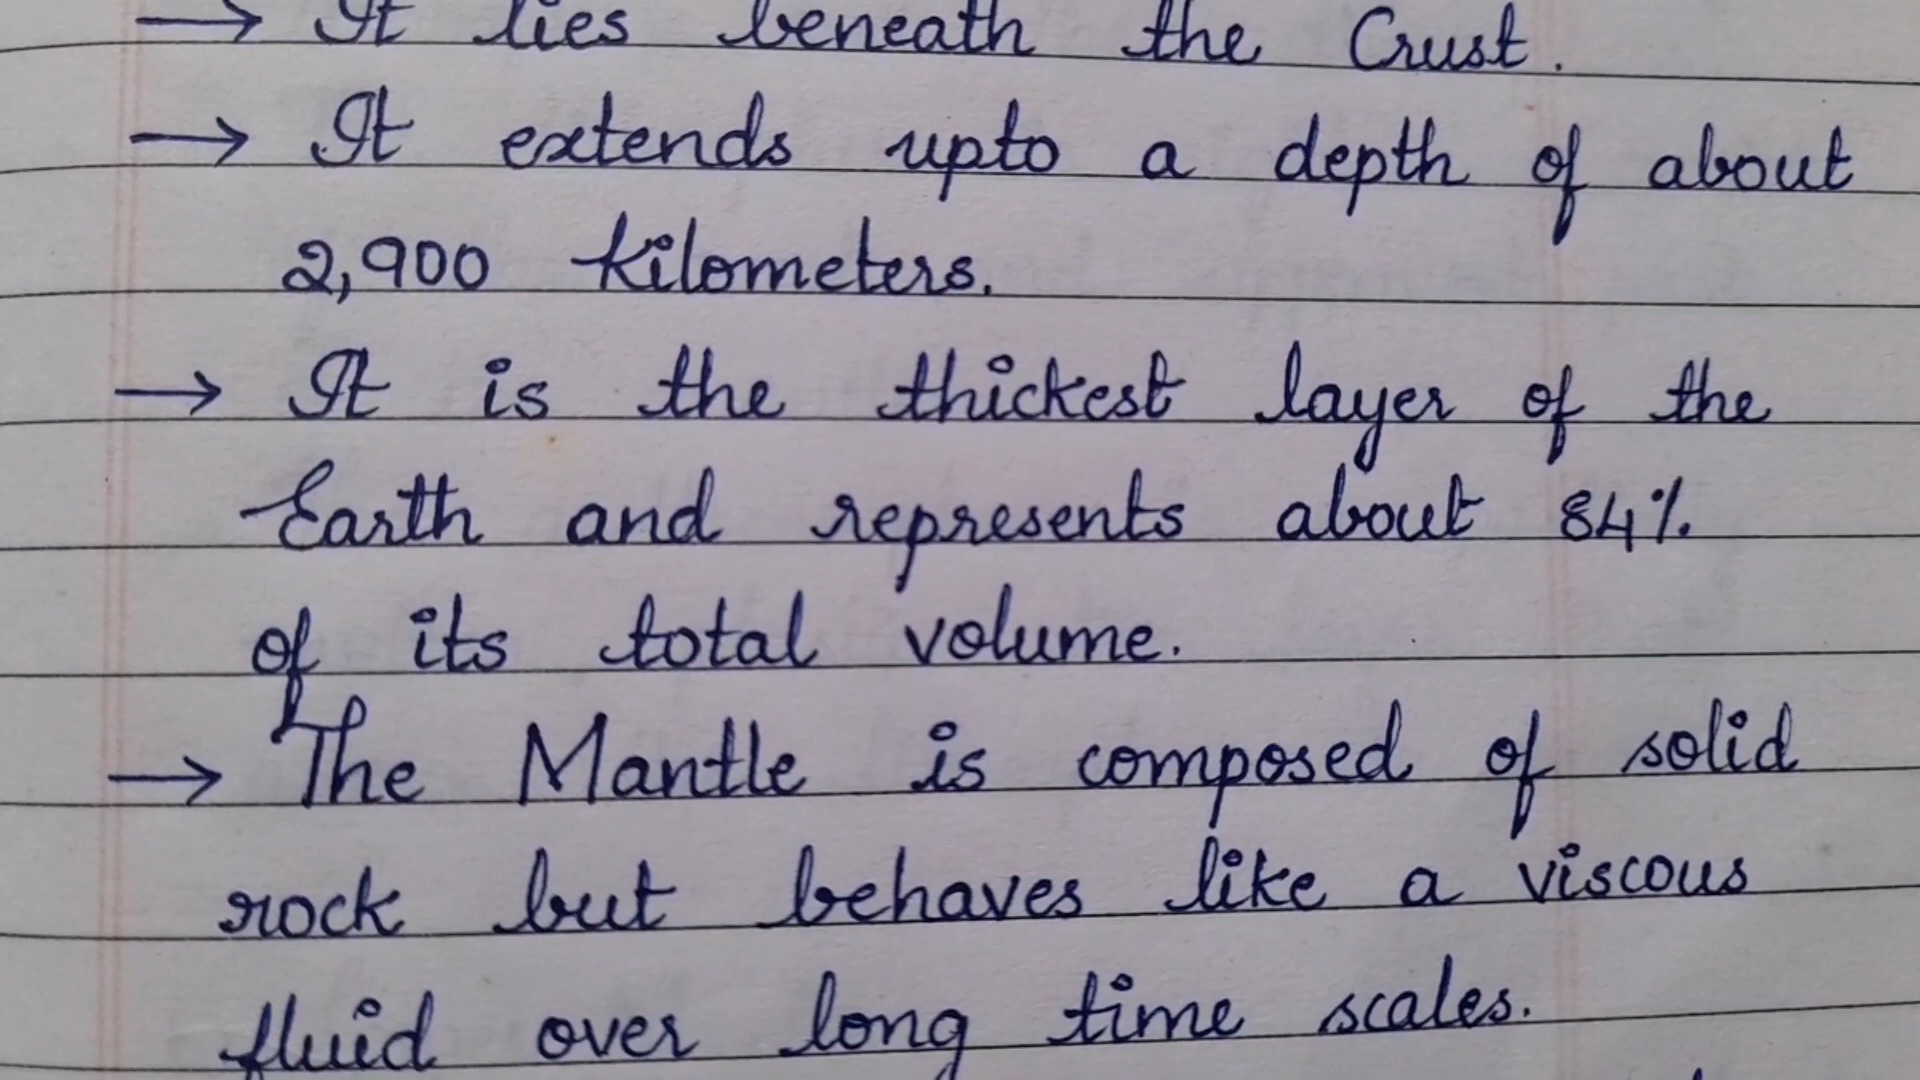 → It lies beneath the Crust.
→ It extends upto a depth of about
2,900 kilometers.
→ It is the thickest layer of the
Earth and represents about 84%
of its total volume.
→ The Mantle is composed of solid
rock but behaves like a viscous
fluid over long time scales.